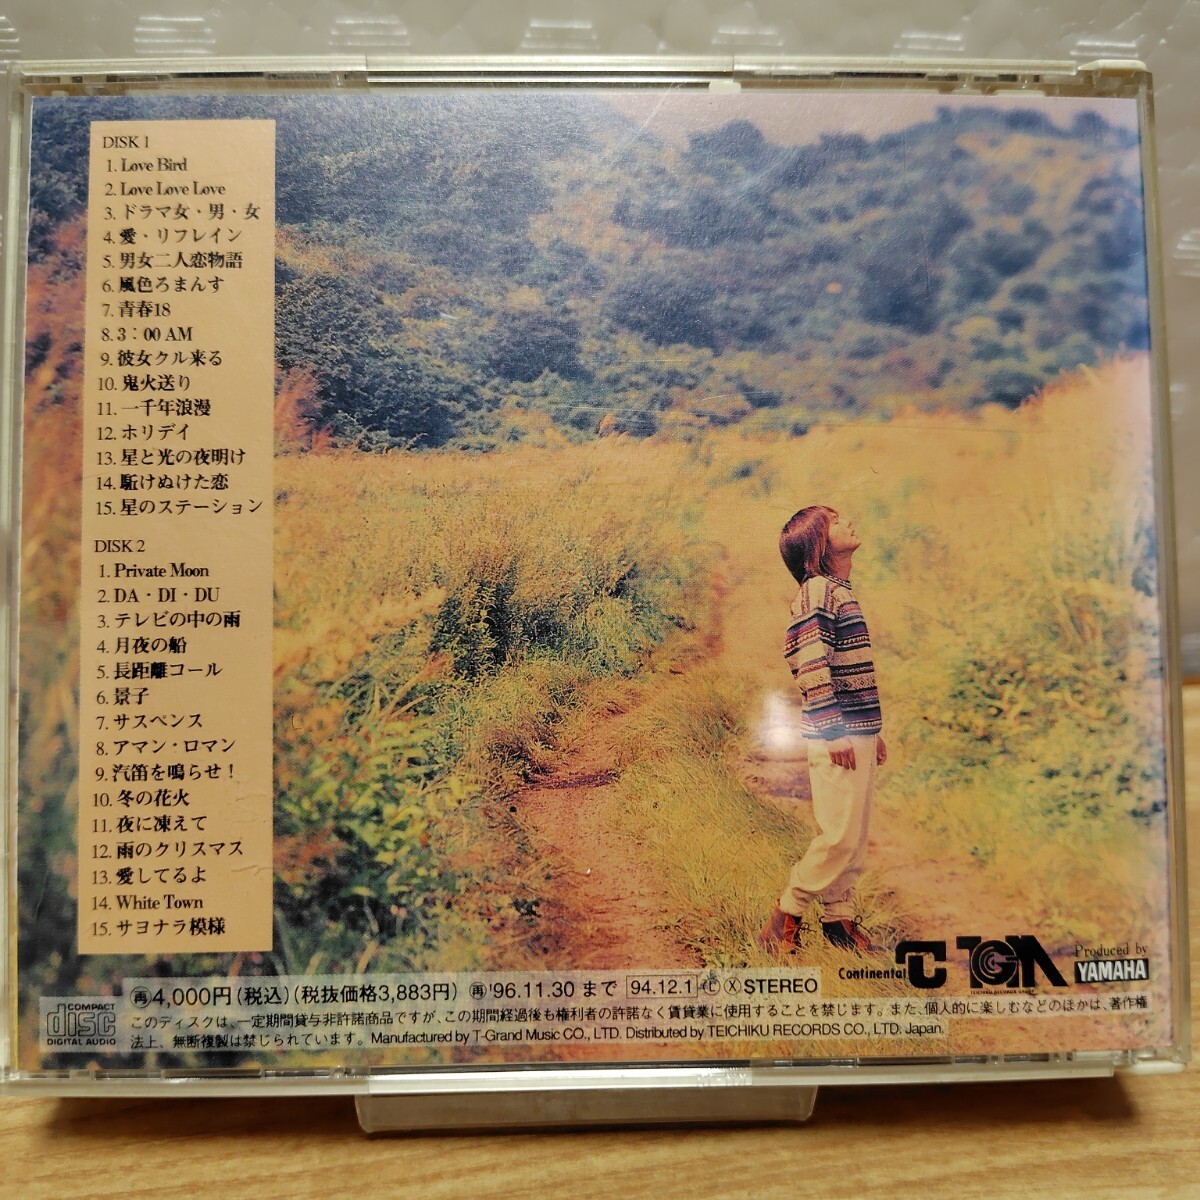 DISK 1
1. Love Bird
2. Love Love Love
3. ドラマ女・男・女
4. 愛・リフレイン
5. 男女二人恋物語
6. 風色ろまんす
7. 青春18
8. 3：00 AM
9. 彼女クル来る
10. 鬼火送り
11. 一千年浪漫
12. ホリデイ
13. 星と光の夜明け
14. 駈けぬけた恋
15. 星のステーション
DISK 2
1. Private Moon
2. DA・DI・DU
3. テレビの中の雨
4. 月夜の船
5. 長距離コール
6. 景子
7. サスペンス
8. アマン・ロマン
9. 汽笛を鳴らせ！
10. 冬の花火
11. 夜に凍えて
12. 雨のクリスマス
13. 愛してるよ
14. White Town
15. サヨナラ模様
Continental TC TGM Produced by
TEICHIKU RECORDS GROUP YAMAHA
COMPACT disc DIGITAL AUDIO
再4,000円(税込)(税抜価格3,883円) 再'96.11.30 まで 94.12.1 Ⓛ Ⓧ STEREO
このディスクは、一定期間貸与非許諾商品ですが、この期間経過後も権利者の許諾なく賃貸業に使用することを禁じます。また、個人的に楽しむなどのほかは、著作権
法上、無断複製は禁じられています。Manufactured by T-Grand Music CO., LTD. Distributed by TEICHIKU RECORDS CO., LTD. Japan.